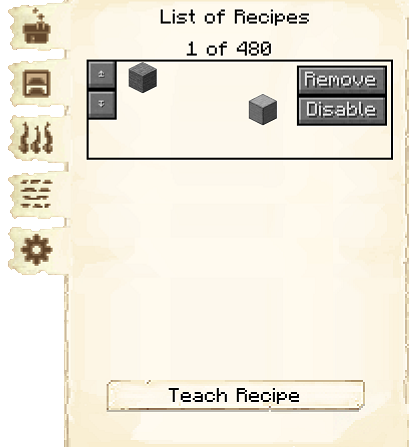 List of Recipes
1 of 480
Remove
Disable
Teach Recipe